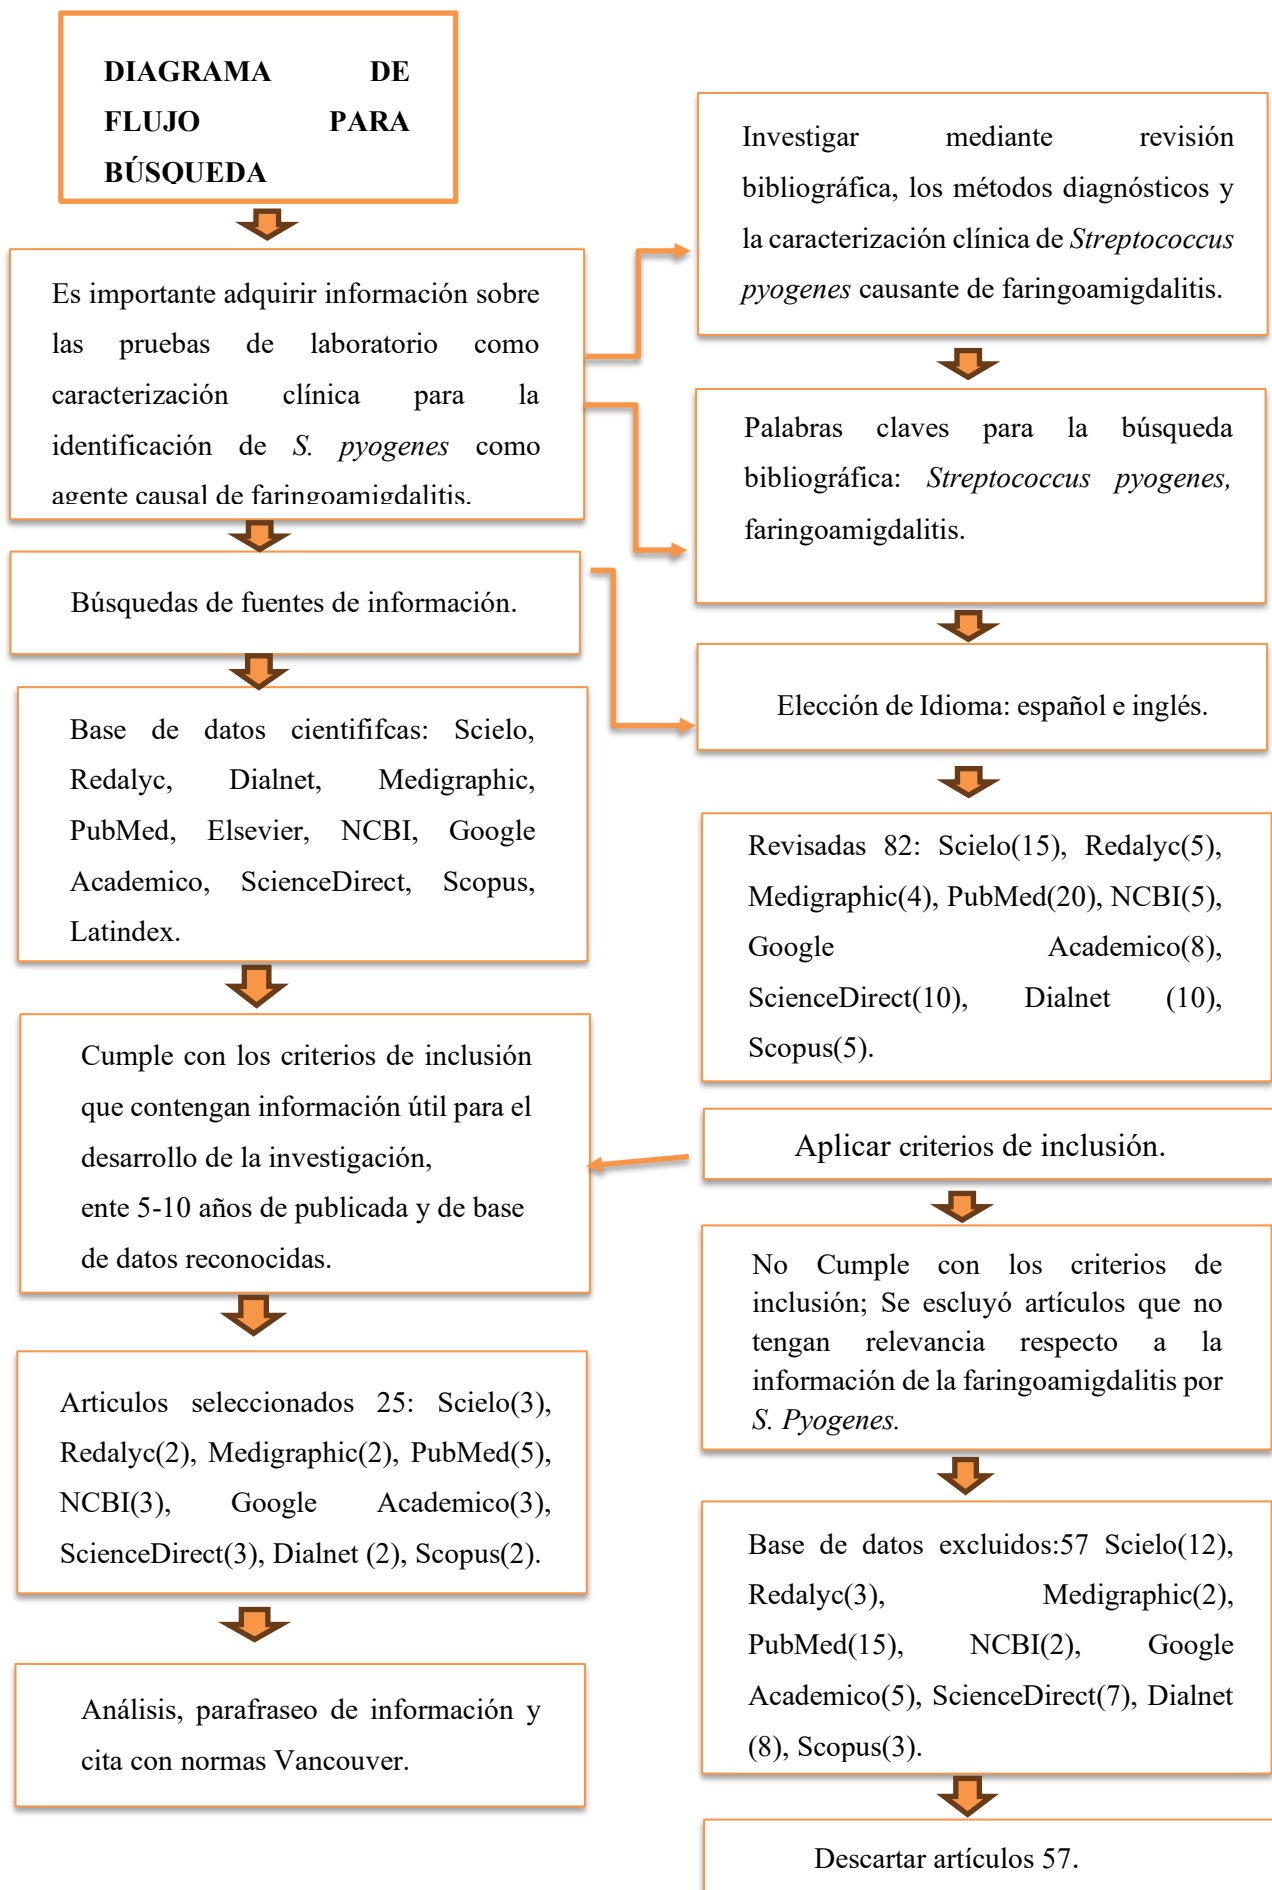 DIAGRAMA DE
FLUJO PARA
BÚSQUEDA
Es importante adquirir información sobre
las pruebas de laboratorio como
caracterización clínica para la
identificación de S. pyogenes como
agente causal de faringoamigdalitis.
Búsquedas de fuentes de información.
Base de datos cientififcas: Scielo,
Redalyc, Dialnet, Medigraphic,
PubMed, Elsevier, NCBI, Google
Academico, ScienceDirect, Scopus,
Latindex.
Cumple con los criterios de inclusión
que contengan información útil para el
desarrollo de la investigación,
ente 5-10 años de publicada y de base
de datos reconocidas.
Articulos seleccionados 25: Scielo(3),
Redalyc(2), Medigraphic(2), PubMed(5),
NCBI(3), Google Academico(3),
ScienceDirect(3), Dialnet (2), Scopus(2).
Análisis, parafraseo de información y
cita con normas Vancouver.
Investigar mediante revisión
bibliográfica, los métodos diagnósticos y
la caracterización clínica de Streptococcus
pyogenes causante de faringoamigdalitis.
Palabras claves para la búsqueda
bibliográfica: Streptococcus pyogenes,
faringoamigdalitis.
Elección de Idioma: español e inglés.
Revisadas 82: Scielo(15), Redalyc(5),
Medigraphic(4), PubMed(20), NCBI(5),
Google Academico(8),
ScienceDirect(10), Dialnet (10),
Scopus(5).
Aplicar criterios de inclusión.
No Cumple con los criterios de
inclusión; Se escluyó artículos que no
tengan relevancia respecto a la
información de la faringoamigdalitis por
S. Pyogenes.
Base de datos excluidos:57 Scielo(12),
Redalyc(3), Medigraphic(2),
PubMed(15), NCBI(2), Google
Academico(5), ScienceDirect(7), Dialnet
(8), Scopus(3).
Descartar artículos 57.